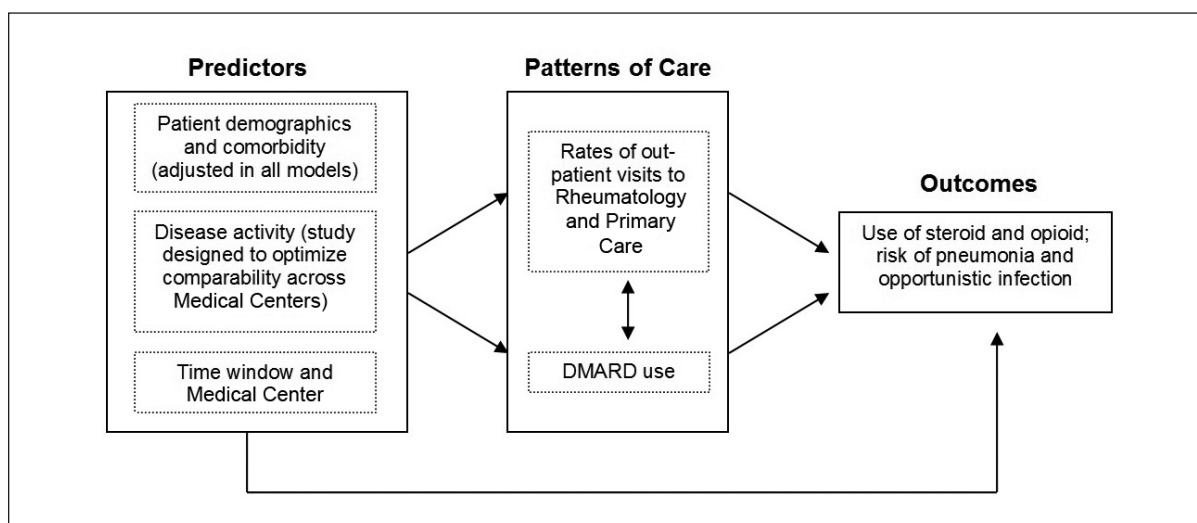 Predictors
Patient demographics
and comorbidity
(adjusted in all models)
Disease activity (study
designed to optimize
comparability across
Medical Centers)
Time window and
Medical Center
Patterns of Care
Rates of out-
patient visits to
Rheumatology
and Primary
Care
DMARD use
Outcomes
Use of steroid and opioid;
risk of pneumonia and
opportunistic infection